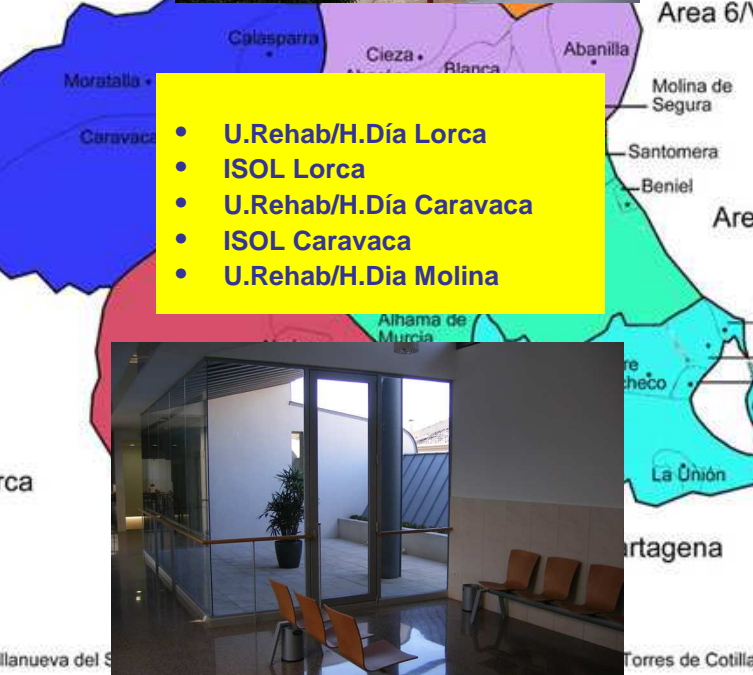 Area 6/
Calasparra
Cieza
Abanilla
Blanca
Moratalla
Molina de
Segura
Caravaca
• U.Rehab/H.Día Lorca
• ISOL Lorca
• U.Rehab/H.Día Caravaca
• ISOL Caravaca
• U.Rehab/H.Dia Molina
Santomera
Beniel
Are
Alhama de
Murcia
re
checo
rca
La Unión
rtagena
llanueva del S
Torres de Cotilla